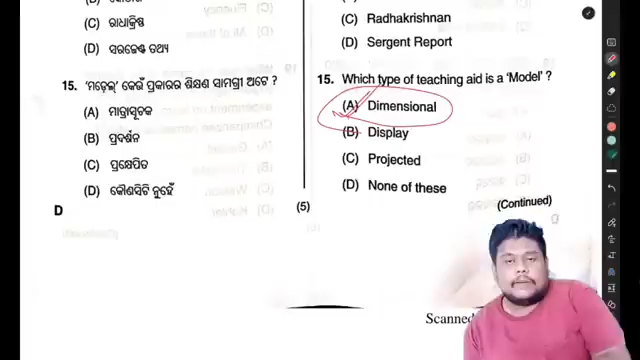 (C) ରାଧାକ୍ରିଷ
(D) ସରଜେଣ୍ଟ ତଥ୍ୟ
15. ‘ମଡ଼େଲ୍’ କେଉଁ ପ୍ରକାରର ଶିକ୍ଷଣ ସାମଗ୍ରୀ ଅଟେ ?
(A) ମାତ୍ରାସୂଚକ
(B) ପ୍ରଦର୍ଶନ
(C) ପ୍ରକ୍ଷେପିତ
(D) କୌଣସିଟି ନୁହେଁ
D
(5)
(C) Radhakrishnan
(D) Sergent Report
15. Which type of teaching aid is a ‘Model’ ?
(A) Dimensional
(B) Display
(C) Projected
(D) None of these
(Continued)
Scanned